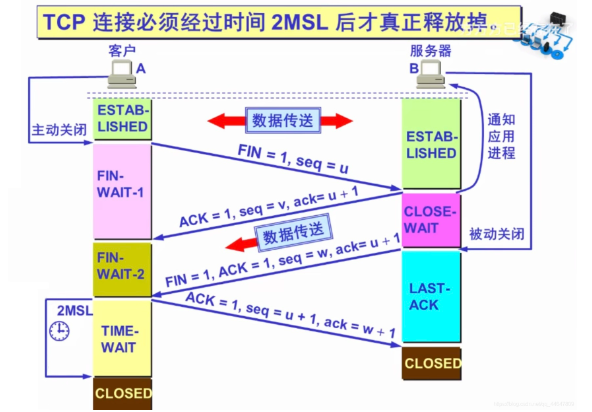 TCP 连接必须经过时间 2MSL 后才真正释放掉。
客户
A
服务器
B
ESTAB-
LISHED
主动关闭
数据传送
ESTAB-
LISHED
通知
应用
进程
FIN = 1, seq = u
FIN-
WAIT-1
ACK = 1, seq = v, ack= u + 1
CLOSE-
WAIT
被动关闭
数据传送
FIN-
WAIT-2
FIN = 1, ACK = 1, seq = w, ack= u + 1
LAST-
ACK
ACK = 1, seq = u + 1, ack = w + 1
2MSL
TIME-
WAIT
CLOSED
CLOSED